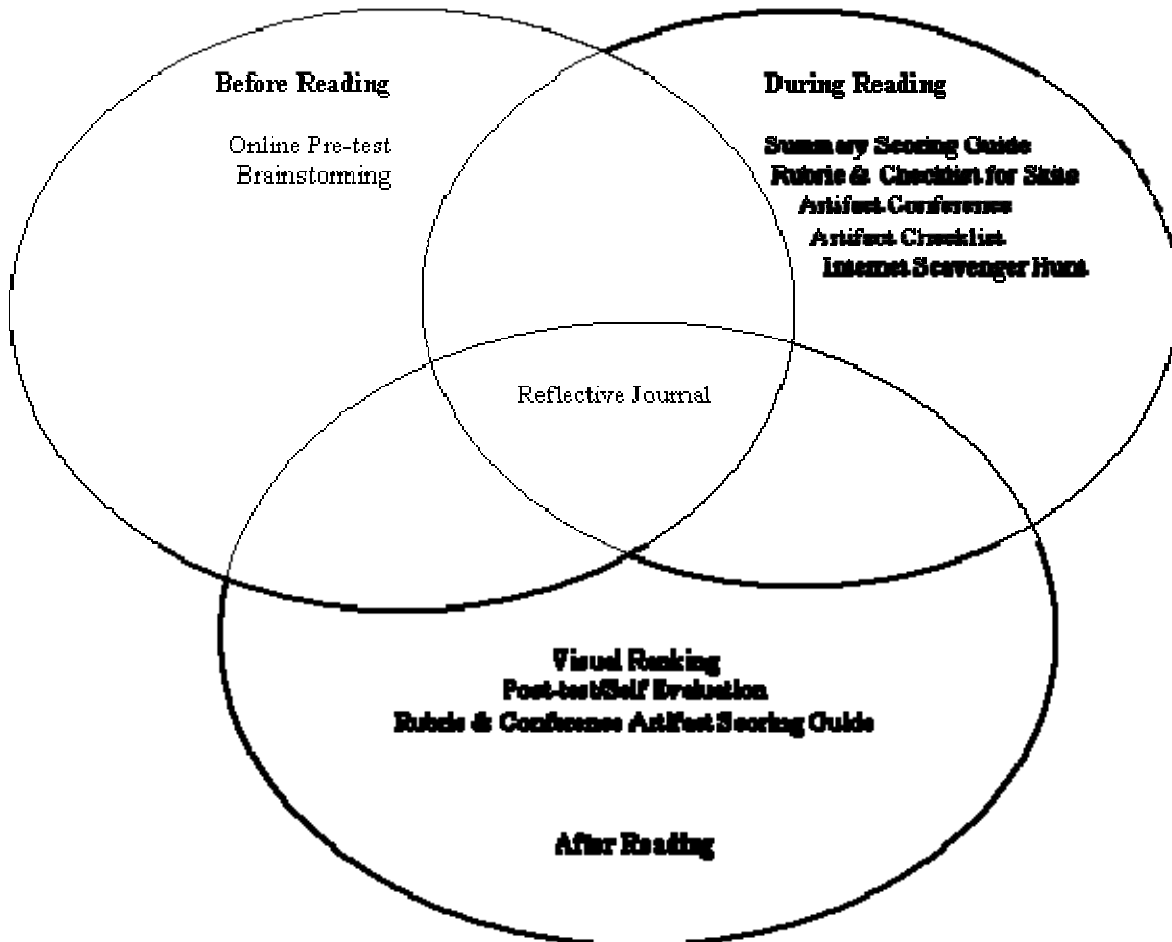 Before Reading
Online Pre-test
Brainstorming
During Reading
Summary Scoring Guide
Rubric & Checklist for Skits
Artifact Conference
Artifact Checklist
Internet Scavenger Hunt
Reflective Journal
Visual Ranking
Post-test/Self Evaluation
Rubric & Conference Artifact Scoring Guide
After Reading